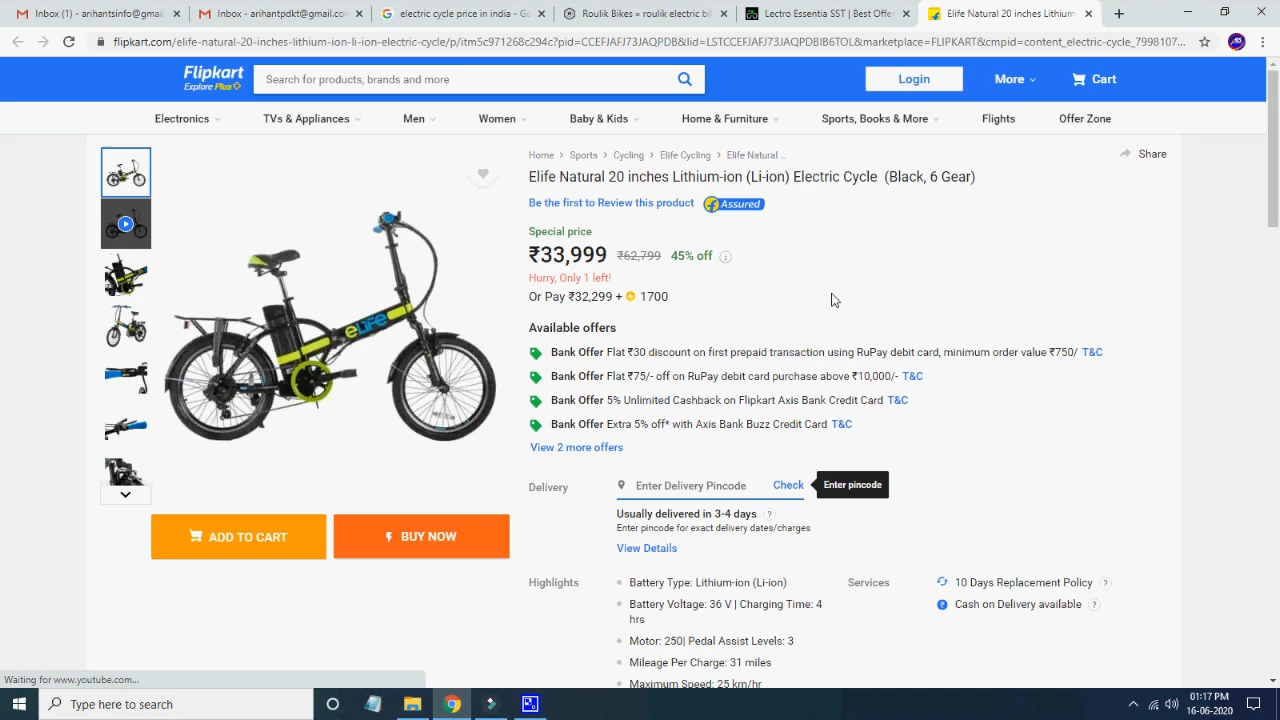 Inbox (1) - arihantsinfo@gmail.c
M arihantpdkt@gmail.co
electric cycle price in india - Go
Roulik Bikes » roulik electric bik
Lectro Essentia SST | Best Offer
Elife Natural 20 inches Lithium-i
flipkart.com/elife-natural-20-inches-lithium-ion-li-ion-electric-cycle/p/itm5c971268c294c?pid=CCEFJAFJ73JAQPDB&lid=LSTCCEFJAFJ73JAQPDBIB6TOL&marketplace=FLIPKART&cmpid=content_electric-cycle_7998107...
Flipkart
Explore Plus
Search for products, brands and more
Login
More
Cart
Electronics
TVs & Appliances
Men
Women
Baby & Kids
Home & Furniture
Sports, Books & More
Flights
Offer Zone
Home > Sports > Cycling > Elife Cycling > Elife Natural ...
Share
Elife Natural 20 inches Lithium-ion (Li-ion) Electric Cycle (Black, 6 Gear)
Be the first to Review this product
Assured
Special price
₹33,999 ₹62,799 45% off
Hurry, Only 1 left!
Or Pay ₹32,299 + 1700
eLIFE
Available offers
Bank Offer Flat ₹30 discount on first prepaid transaction using RuPay debit card, minimum order value ₹750/ T&C
Bank Offer Flat ₹75/- off on RuPay debit card purchase above ₹10,000/- T&C
Bank Offer 5% Unlimited Cashback on Flipkart Axis Bank Credit Card T&C
Bank Offer Extra 5% off* with Axis Bank Buzz Credit Card T&C
View 2 more offers
Delivery
Enter Delivery Pincode
Check
Enter pincode
Usually delivered in 3-4 days ?
Enter pincode for exact delivery dates/charges
View Details
ADD TO CART
BUY NOW
Highlights
Battery Type: Lithium-ion (Li-ion)
Battery Voltage: 36 V | Charging Time: 4
hrs
Motor: 250| Pedal Assist Levels: 3
Mileage Per Charge: 31 miles
Maximum Speed: 25 km/hr
Services
10 Days Replacement Policy ?
Cash on Delivery available ?
Waiting for www.youtube.com...
Type here to search
01:17 PM
16-06-2020